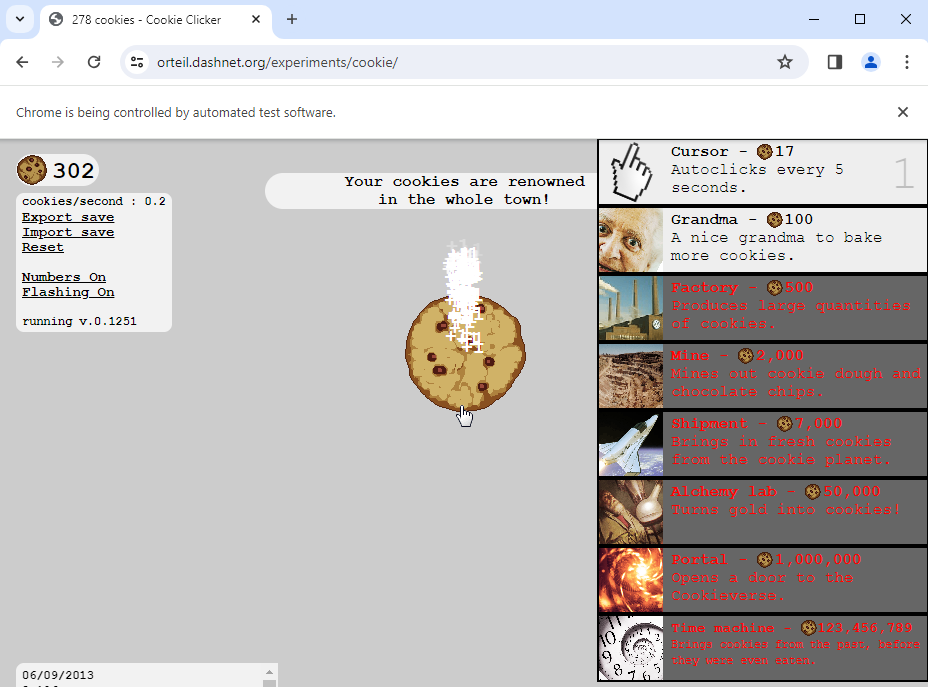 278 cookies - Cookie Clicker
orteil.dashnet.org/experiments/cookie/
Chrome is being controlled by automated test software.
302
cookies/second : 0.2
Export save
Import save
Reset
Numbers On
Flashing On
running v.0.1251
Your cookies are renowned
in the whole town!
Cursor - 17
Autoclicks every 5
seconds.
1
Grandma - 100
A nice grandma to bake
more cookies.
Factory - 500
Produces large quantities
of cookies.
Mine - 2,000
Mines out cookie dough and
chocolate chips.
Shipment - 7,000
Brings in fresh cookies
from the cookie planet.
Alchemy lab - 50,000
Turns gold into cookies!
Portal - 1,000,000
Opens a door to the
Cookieverse.
Time machine - 123,456,789
Brings cookies from the past, before
they were even eaten.
06/09/2013